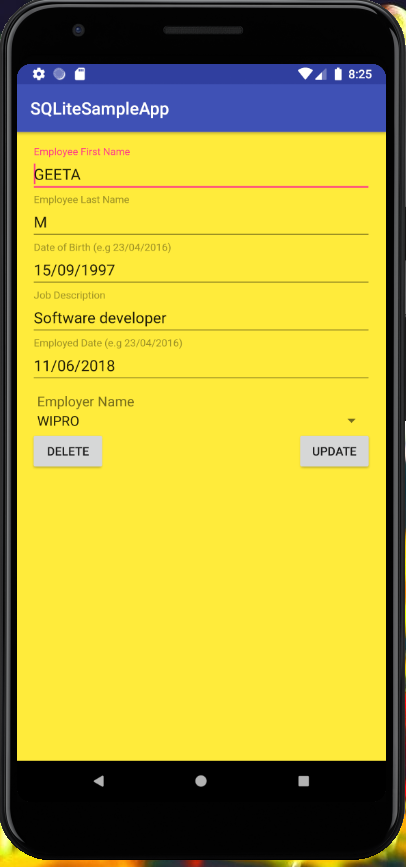 8:25
SQLiteSampleApp
Employee First Name
GEETA
Employee Last Name
M
Date of Birth (e.g 23/04/2016)
15/09/1997
Job Description
Software developer
Employed Date (e.g 23/04/2016)
11/06/2018
Employer Name
WIPRO
DELETE UPDATE